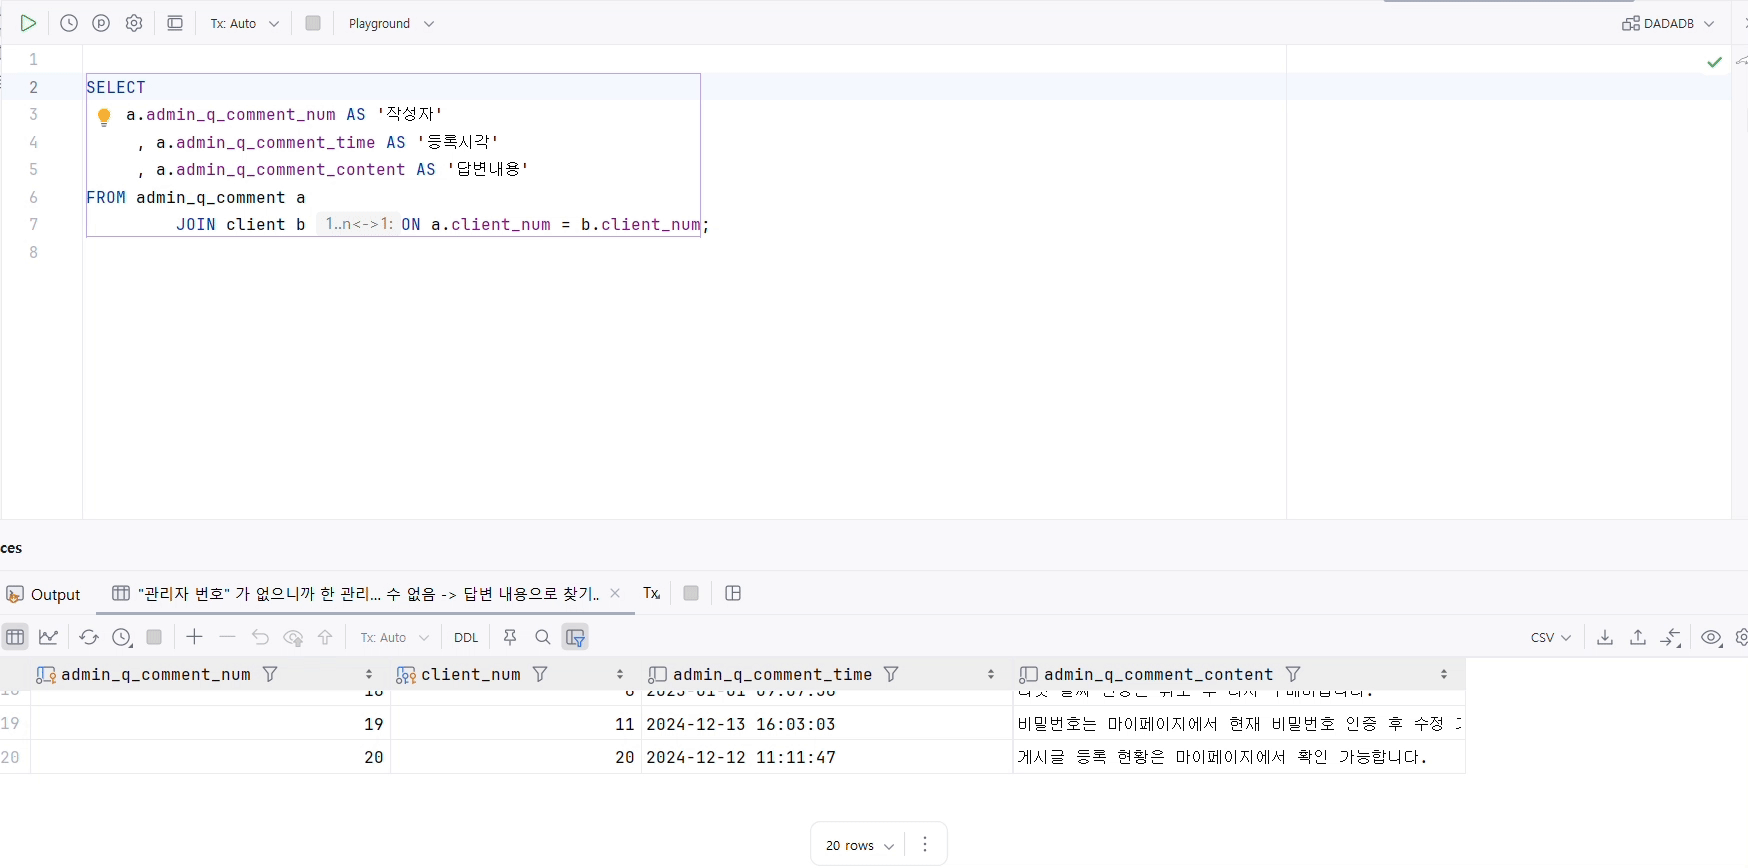 Tx: Auto Playground DADADB
1
2 SELECT
3 a.admin_q_comment_num AS '작성자'
4 , a.admin_q_comment_time AS '등록시각'
5 , a.admin_q_comment_content AS '답변내용'
6 FROM admin_q_comment a
7 JOIN client b 1..n<->1: ON a.client_num = b.client_num;
8
ces
Output "관리자 번호" 가 없으니까 한 관리... 수 없음 -> 답변 내용으로 찾기.. Tx
Tx: Auto DDL CSV
admin_q_comment_num client_num admin_q_comment_time admin_q_comment_content
19 19 11 2024-12-13 16:03:03 비밀번호는 마이페이지에서 현재 비밀번호 인증 후 수정
20 20 20 2024-12-12 11:11:47 게시글 등록 현황은 마이페이지에서 확인 가능합니다.
20 rows